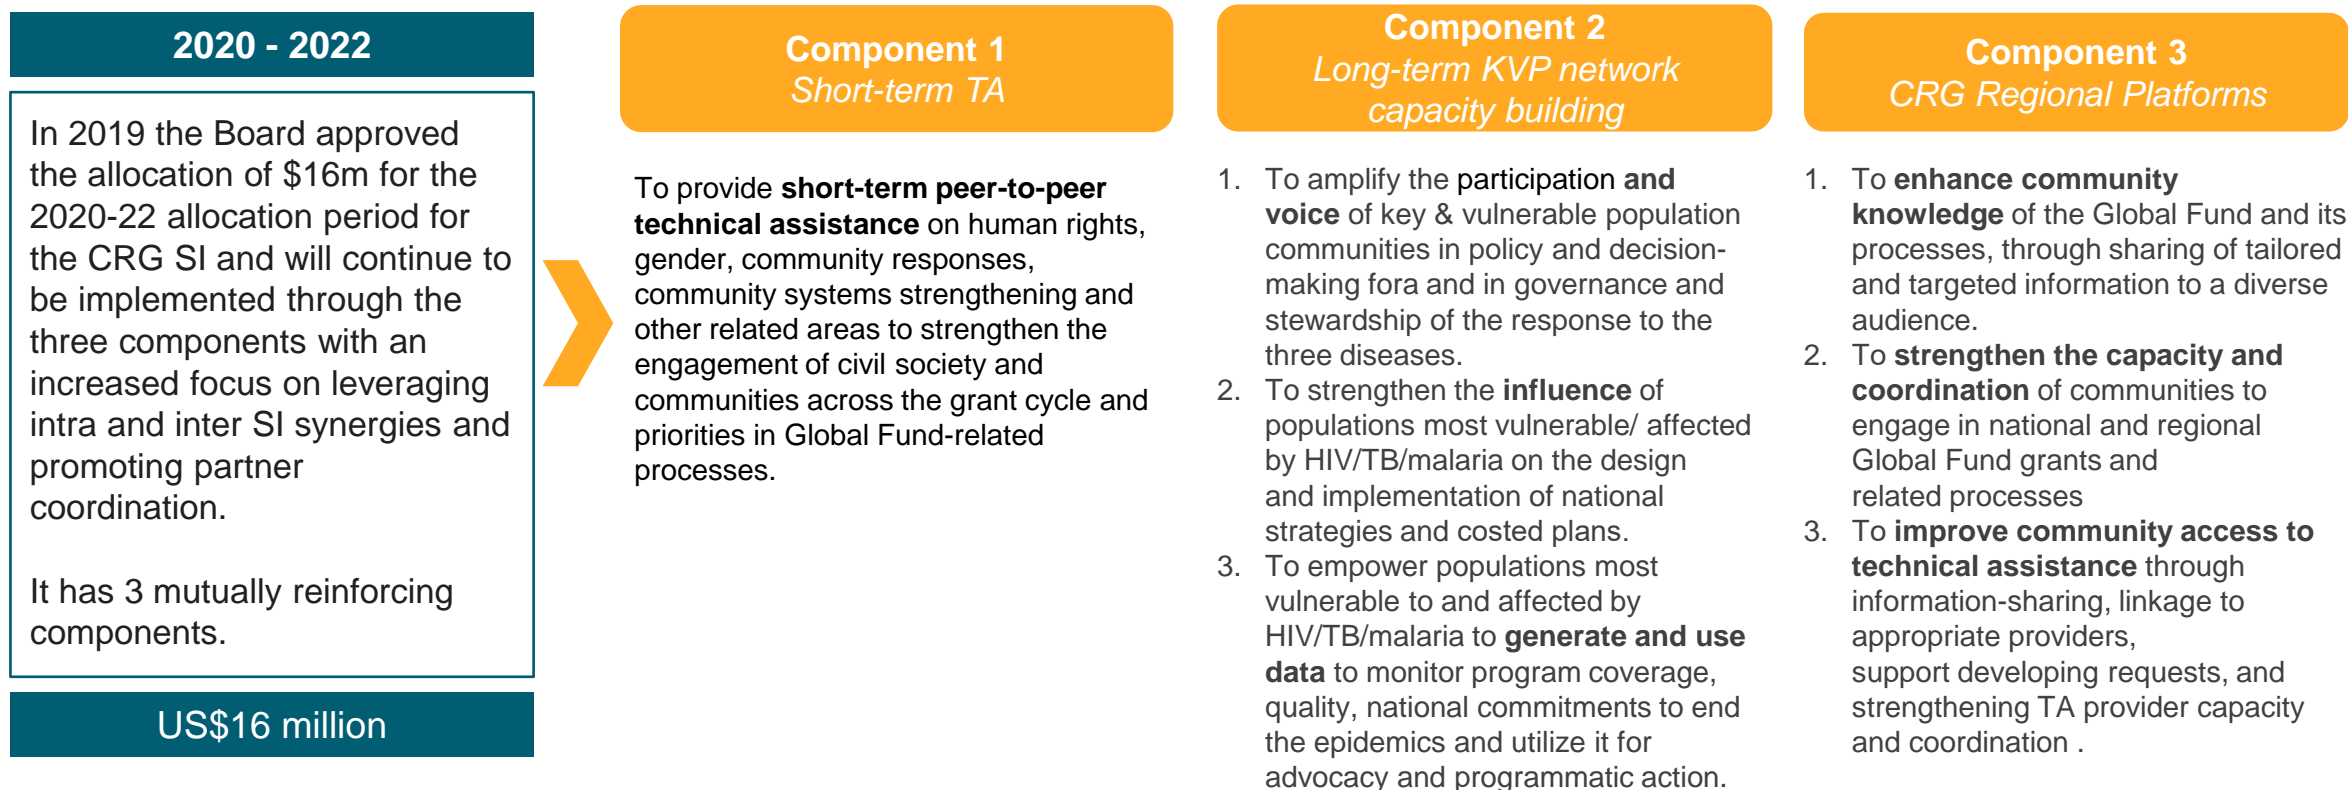 2020 - 2022
In 2019 the Board approved
the allocation of $16m for the
2020-22 allocation period for
the CRG SI and will continue to
be implemented through the
three components with an
increased focus on leveraging
intra and inter SI synergies and
promoting partner
coordination.
It has 3 mutually reinforcing
components.
US$16 million
Component 1
Short-term TA
To provide short-term peer-to-peer
technical assistance on human rights,
gender, community responses,
community systems strengthening and
other related areas to strengthen the
engagement of civil society and
communities across the grant cycle and
priorities in Global Fund-related
processes.
Component 2
Long-term KVP network
capacity building
1. To amplify the participation and
voice of key & vulnerable population
communities in policy and decision-
making fora and in governance and
stewardship of the response to the
three diseases.
2. To strengthen the influence of
populations most vulnerable/ affected
by HIV/TB/malaria on the design
and implementation of national
strategies and costed plans.
3. To empower populations most
vulnerable to and affected by
HIV/TB/malaria to generate and use
data to monitor program coverage,
quality, national commitments to end
the epidemics and utilize it for
advocacy and programmatic action.
Component 3
CRG Regional Platforms
1. To enhance community
knowledge of the Global Fund and its
processes, through sharing of tailored
and targeted information to a diverse
audience.
2. To strengthen the capacity and
coordination of communities to
engage in national and regional
Global Fund grants and
related processes
3. To improve community access to
technical assistance through
information-sharing, linkage to
appropriate providers,
support developing requests, and
strengthening TA provider capacity
and coordination .